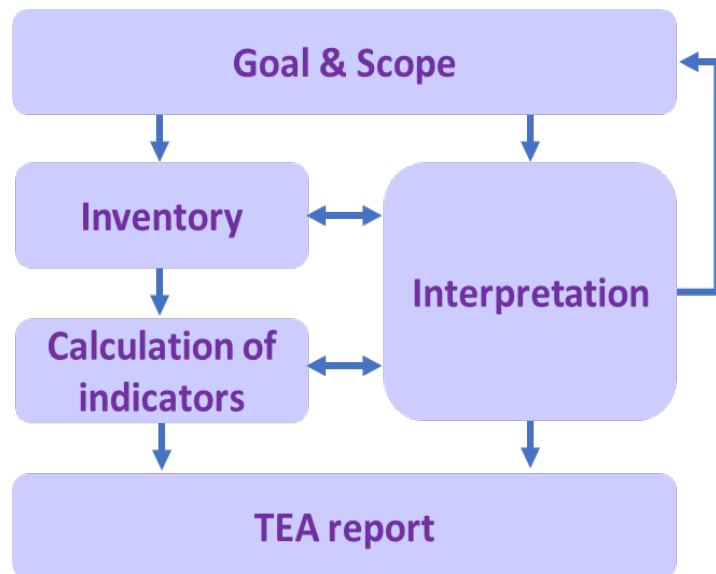 Goal & Scope
Inventory
Interpretation
Calculation of
indicators
TEA report